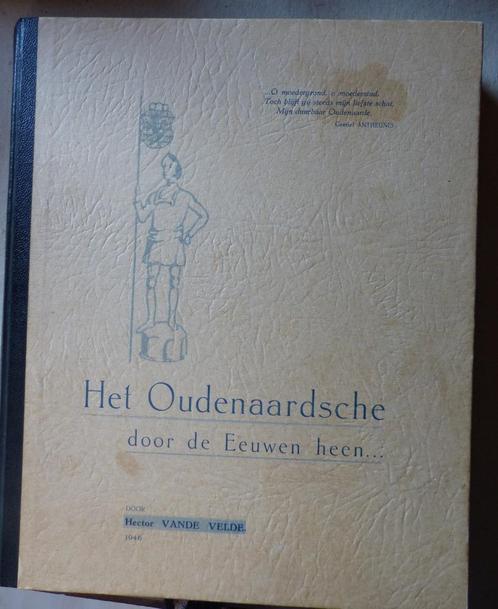 ...O moedergrond, o moederstad,
Toch blijft gij steeds mijn liefste schat,
Mijn dierbaar Oudenaarde.
Gentiel ANTHEUNIS
Het Oudenaardsche
door de Eeuwen heen...
DOOR
Hector VANDE VELDE.
1946